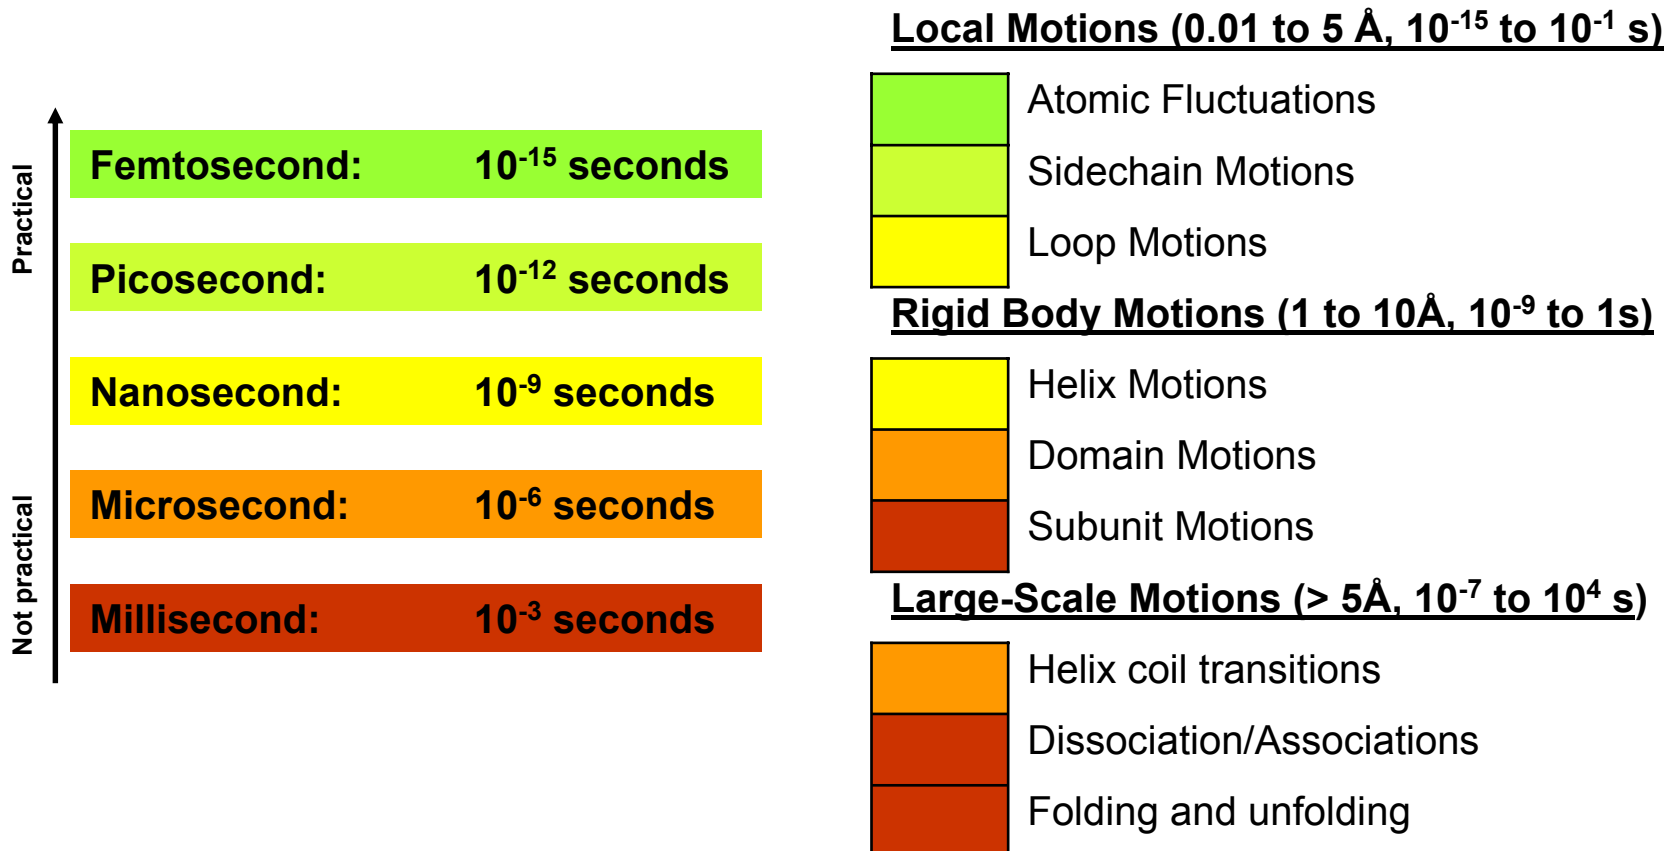 Practical
Not practical
Femtosecond: 10⁻¹⁵ seconds
Picosecond: 10⁻¹² seconds
Nanosecond: 10⁻⁹ seconds
Microsecond: 10⁻⁶ seconds
Millisecond: 10⁻³ seconds
Local Motions (0.01 to 5 Å, 10⁻¹⁵ to 10⁻¹ s)
Atomic Fluctuations
Sidechain Motions
Loop Motions
Rigid Body Motions (1 to 10Å, 10⁻⁹ to 1s)
Helix Motions
Domain Motions
Subunit Motions
Large-Scale Motions (> 5Å, 10⁻⁷ to 10⁴ s)
Helix coil transitions
Dissociation/Associations
Folding and unfolding